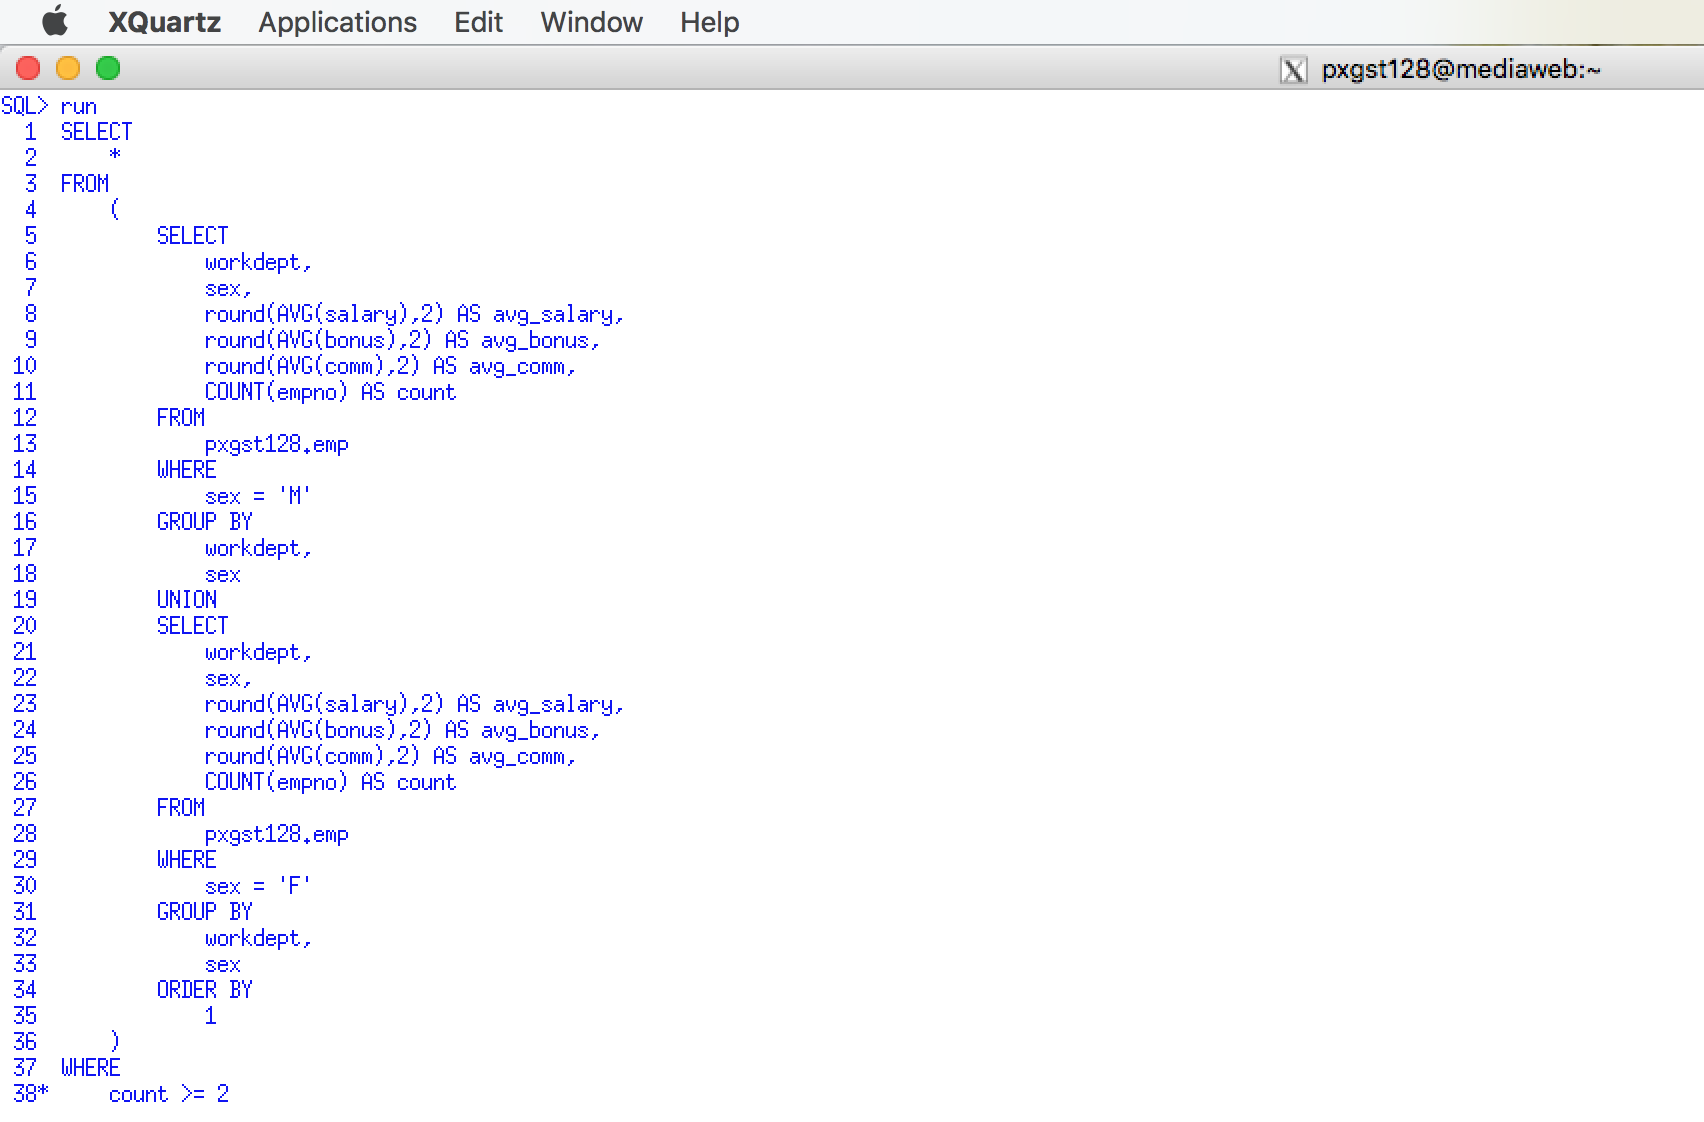 XQuartz Applications Edit Window Help
X pxgst128@mediaweb:~
SQL> run
  1  SELECT
  2      *
  3  FROM
  4      (
  5          SELECT
  6              workdept,
  7              sex,
  8              round(AVG(salary),2) AS avg_salary,
  9              round(AVG(bonus),2) AS avg_bonus,
 10              round(AVG(comm),2) AS avg_comm,
 11              COUNT(empno) AS count
 12          FROM
 13              pxgst128.emp
 14          WHERE
 15              sex = 'M'
 16          GROUP BY
 17              workdept,
 18              sex
 19          UNION
 20          SELECT
 21              workdept,
 22              sex,
 23              round(AVG(salary),2) AS avg_salary,
 24              round(AVG(bonus),2) AS avg_bonus,
 25              round(AVG(comm),2) AS avg_comm,
 26              COUNT(empno) AS count
 27          FROM
 28              pxgst128.emp
 29          WHERE
 30              sex = 'F'
 31          GROUP BY
 32              workdept,
 33              sex
 34          ORDER BY
 35              1
 36      )
 37  WHERE
 38*     count >= 2